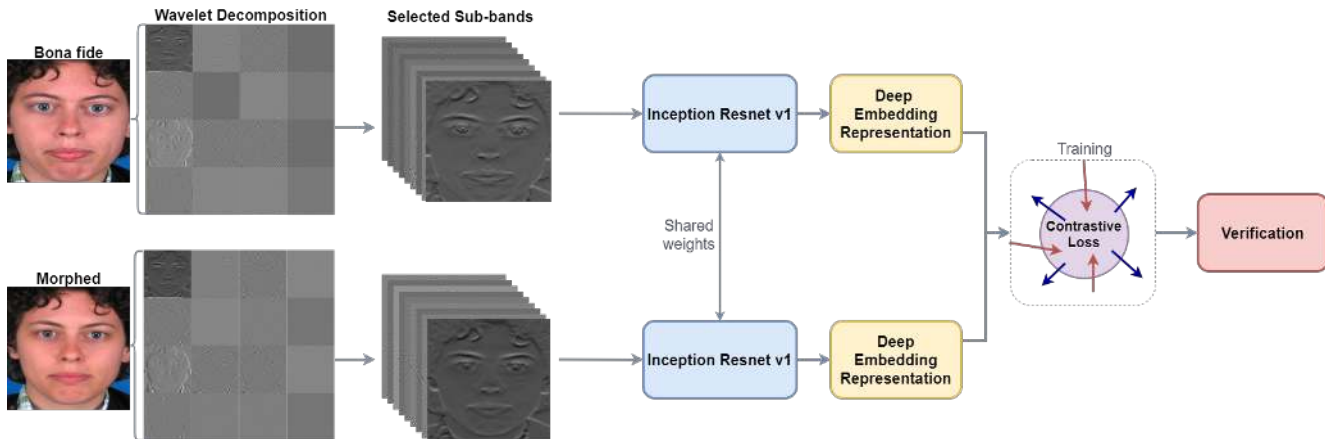 Wavelet Decomposition
Selected Sub-bands
Bona fide
Inception Resnet v1
Deep
Embedding
Representation
Training
Shared
weights
Contrastive
Loss
Verification
Morphed
Inception Resnet v1
Deep
Embedding
Representation